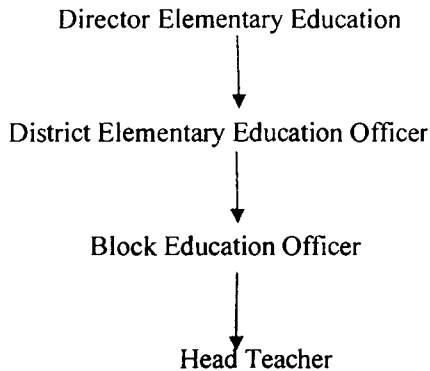 Director Elementary Education
District Elementary Education Officer
Block Education Officer
Head Teacher